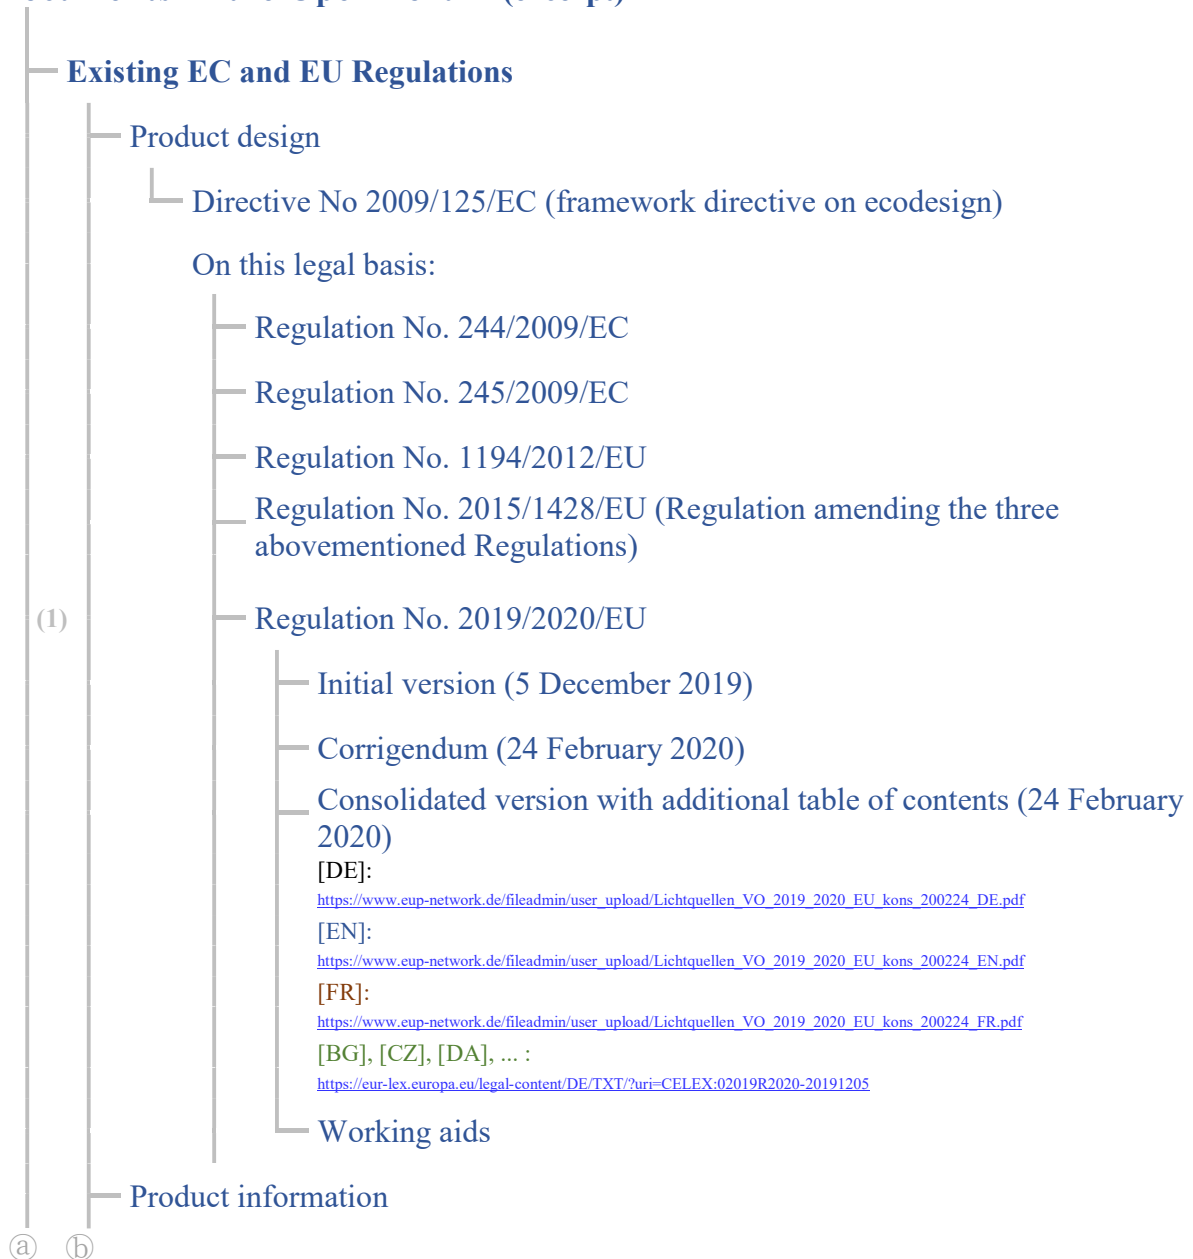 Existing EC and EU Regulations
Product design
Directive No 2009/125/EC (framework directive on ecodesign)
On this legal basis:
Regulation No. 244/2009/EC
Regulation No. 245/2009/EC
Regulation No. 1194/2012/EU
Regulation No. 2015/1428/EU (Regulation amending the three
abovementioned Regulations)
(1)
Regulation No. 2019/2020/EU
Initial version (5 December 2019)
Corrigendum (24 February 2020)
Consolidated version with additional table of contents (24 February
2020)
[DE]:
https://www.eup-network.de/fileadmin/user_upload/Lichtquellen_VO_2019_2020_EU_kons_200224_DE.pdf
[EN]:
https://www.eup-network.de/fileadmin/user_upload/Lichtquellen_VO_2019_2020_EU_kons_200224_EN.pdf
[FR]:
https://www.eup-network.de/fileadmin/user_upload/Lichtquellen_VO_2019_2020_EU_kons_200224_FR.pdf
[BG], [CZ], [DA], ... :
https://eur-lex.europa.eu/legal-content/DE/TXT/?uri=CELEX:02019R2020-20191205
Working aids
Product information
ⓐ ⓑ